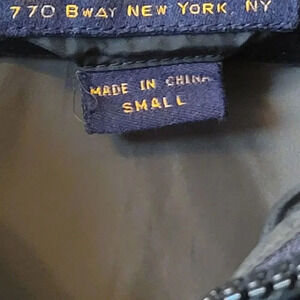 770 BWAY NEW YORK, NY
MADE IN CHINA
SMALL